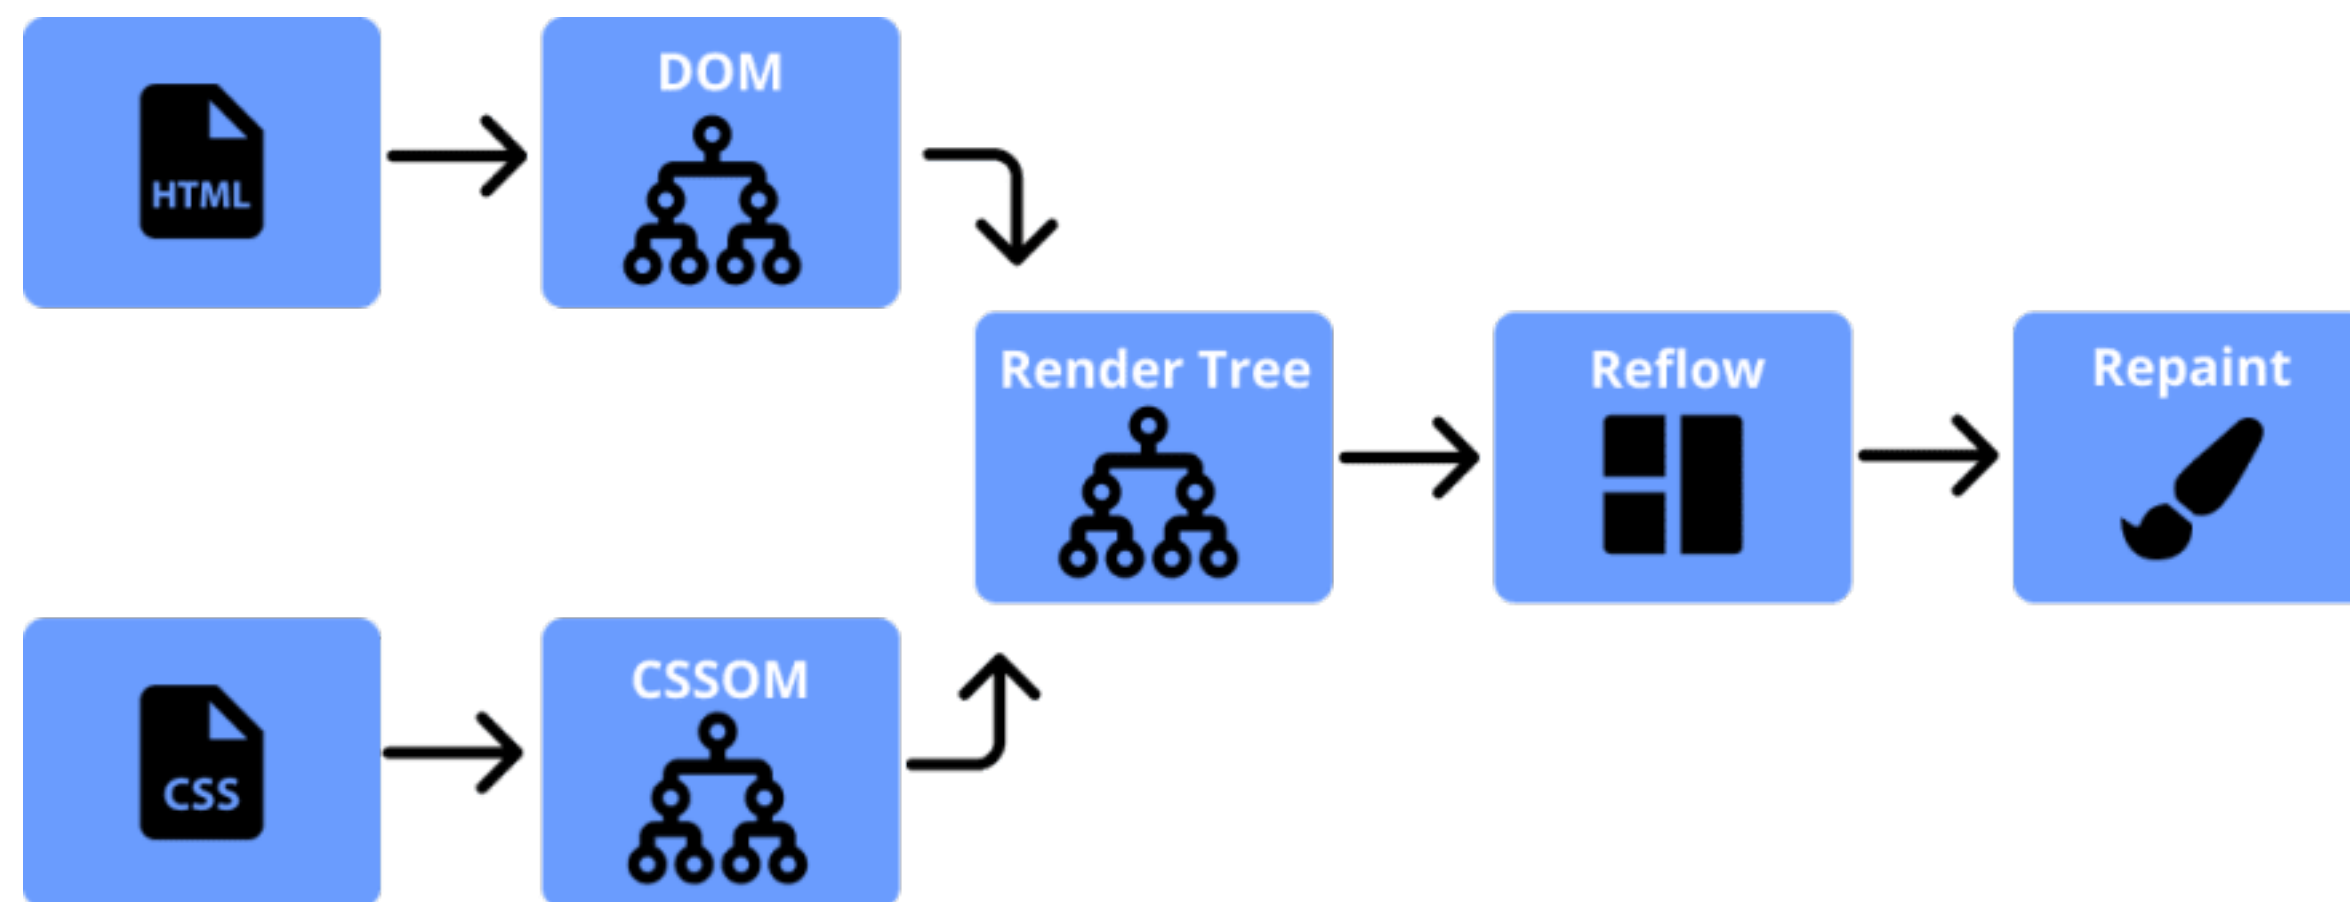 HTML
DOM
Render Tree
Reflow
Repaint
CSS
CSSOM